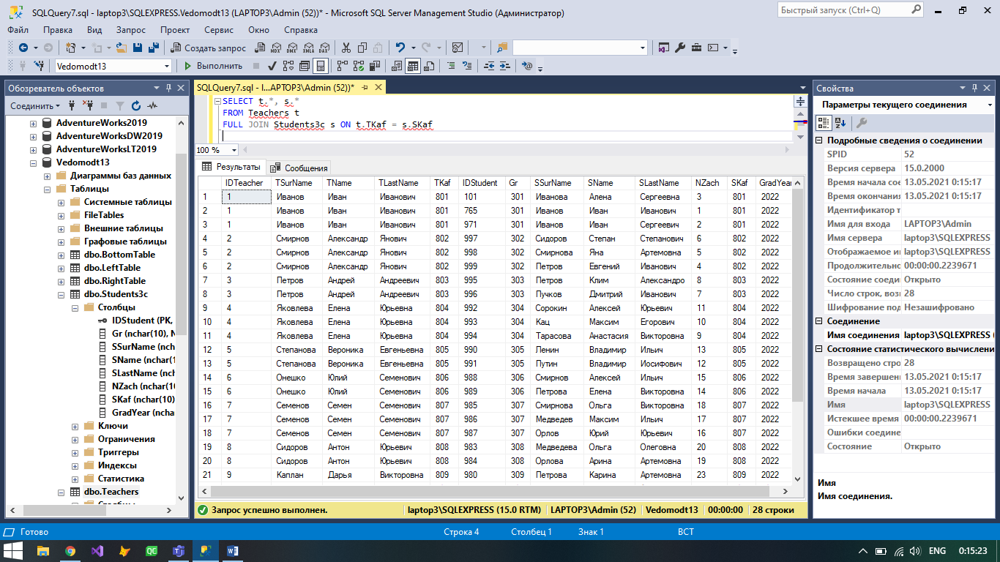 SQLQuery7.sql - laptop3\SQLEXPRESS.Vedomodt13 (LAPTOP3\Admin (52))* - Microsoft SQL Server Management Studio (Администратор)
Быстрый запуск (Ctrl+Q)
Файл Правка Вид Запрос Проект Сервис Окно Справка
Создать запрос MDX DMX XMLA DAX
Vedomodt13 Выполнить
Обозреватель объектов
Соединить
AdventureWorks2019
AdventureWorksDW2019
AdventureWorksLT2019
Vedomodt13
Диаграммы баз данных
Таблицы
Системные таблицы
FileTables
Внешние таблицы
Графовые таблицы
dbo.BottomTable
dbo.LeftTable
dbo.RightTable
dbo.Students3c
Столбцы
IDStudent (PK,
Gr (nchar(10), N
SSurName (nch
SName (nchar(1
SLastName (nch
NZach (nchar(10
SKaf (nchar(10)
GradYear (ncha
Ключи
Ограничения
Триггеры
Индексы
Статистика
dbo.Teachers
Столбцы
SQLQuery7.sql - l...APTOP3\Admin (52))*
SELECT t.*, s.*
FROM Teachers t
FULL JOIN Students3c s ON t.TKaf = s.SKaf
100 %
Результаты Сообщения
IDTeacher TSurName TName TLastName TKaf IDStudent Gr SSurName SName SLastName NZach SKaf GradYear
1 1 Иванов Иван Иванович 801 101 301 Иванова Алена Сергеевна 3 801 2022
2 1 Иванов Иван Иванович 801 765 301 Иванов Иван Иванович 1 801 2022
3 1 Иванов Иван Иванович 801 971 301 Иванов Иван Сергеевич 2 801 2022
4 2 Смирнов Александр Янович 802 997 302 Сидоров Степан Степанович 6 802 2022
5 2 Смирнов Александр Янович 802 998 302 Смирнова Яна Артемовна 5 802 2022
6 2 Смирнов Александр Янович 802 999 302 Петров Евгений Иванович 4 802 2022
7 3 Петров Андрей Андреевич 803 995 303 Петров Клим Александро 8 803 2022
8 3 Петров Андрей Андреевич 803 996 303 Пучков Дмитрий Иванович 7 803 2022
9 4 Яковлева Елена Юрьевна 804 992 304 Сорокин Алексей Юрьевич 11 804 2022
10 4 Яковлева Елена Юрьевна 804 993 304 Кац Максим Егорович 10 804 2022
11 4 Яковлева Елена Юрьевна 804 994 304 Тарасова Анастасия Викторовна 9 804 2022
12 5 Степанова Вероника Евгеньевна 805 990 305 Ленин Владимир Ильич 13 805 2022
13 5 Степанова Вероника Евгеньевна 805 991 305 Путин Владимир Иосифович 12 805 2022
14 6 Онешко Юлий Семенович 806 988 306 Смирнов Алексей Ильич 15 806 2022
15 6 Онешко Юлий Семенович 806 989 306 Петрова Елена Викторовна 14 806 2022
16 7 Семенов Семен Семенович 807 985 307 Смирнова Ольга Викторовна 18 807 2022
17 7 Семенов Семен Семенович 807 986 307 Медведев Максим Ильич 17 807 2022
18 7 Семенов Семен Семенович 807 987 307 Орлов Юрий Юрьевич 16 807 2022
19 8 Сидоров Антон Юрьевич 808 983 308 Медведева Ольга Олеговна 20 808 2022
20 8 Сидоров Антон Юрьевич 808 984 308 Орлова Арина Артемовна 19 808 2022
21 9 Каплан Дарья Викторовна 809 980 309 Петрова Карина Артемовна 23 809 2022
Запрос успешно выполнен. laptop3\SQLEXPRESS (15.0 RTM) LAPTOP3\Admin (52) Vedomodt13 00:00:00 28 строки
Свойства
Параметры текущего соединения
Подробные сведения о соединении
SPID 52
Версия сервера 15.0.2000
Время начала сое 13.05.2021 0:15:17
Время окончания 13.05.2021 0:15:17
Идентификатор т
Имя для входа LAPTOP3\Admin
Имя сервера laptop3\SQLEXPRESS
Отображаемое и laptop3\SQLEXPRESS
Продолжительно 00:00:00.2239671
Состояние соеди Открыто
Число строк, воз 28
Шифрование под Незашифровано
Соединение
Имя соединения laptop3\SQLEXPRESS (
Состояние статистического вычислени
Возвращено стро 28
Время завершен 13.05.2021 0:15:17
Время начала 13.05.2021 0:15:17
Имя laptop3\SQLEXPRESS
Истекшее время 00:00:00.2239671
Ошибки соедине
Состояние Открыто
Имя
Имя соединения.
Готово Строка 4 Столбец 1 Знак 1 ВСТ
QC ENG 0:15:23